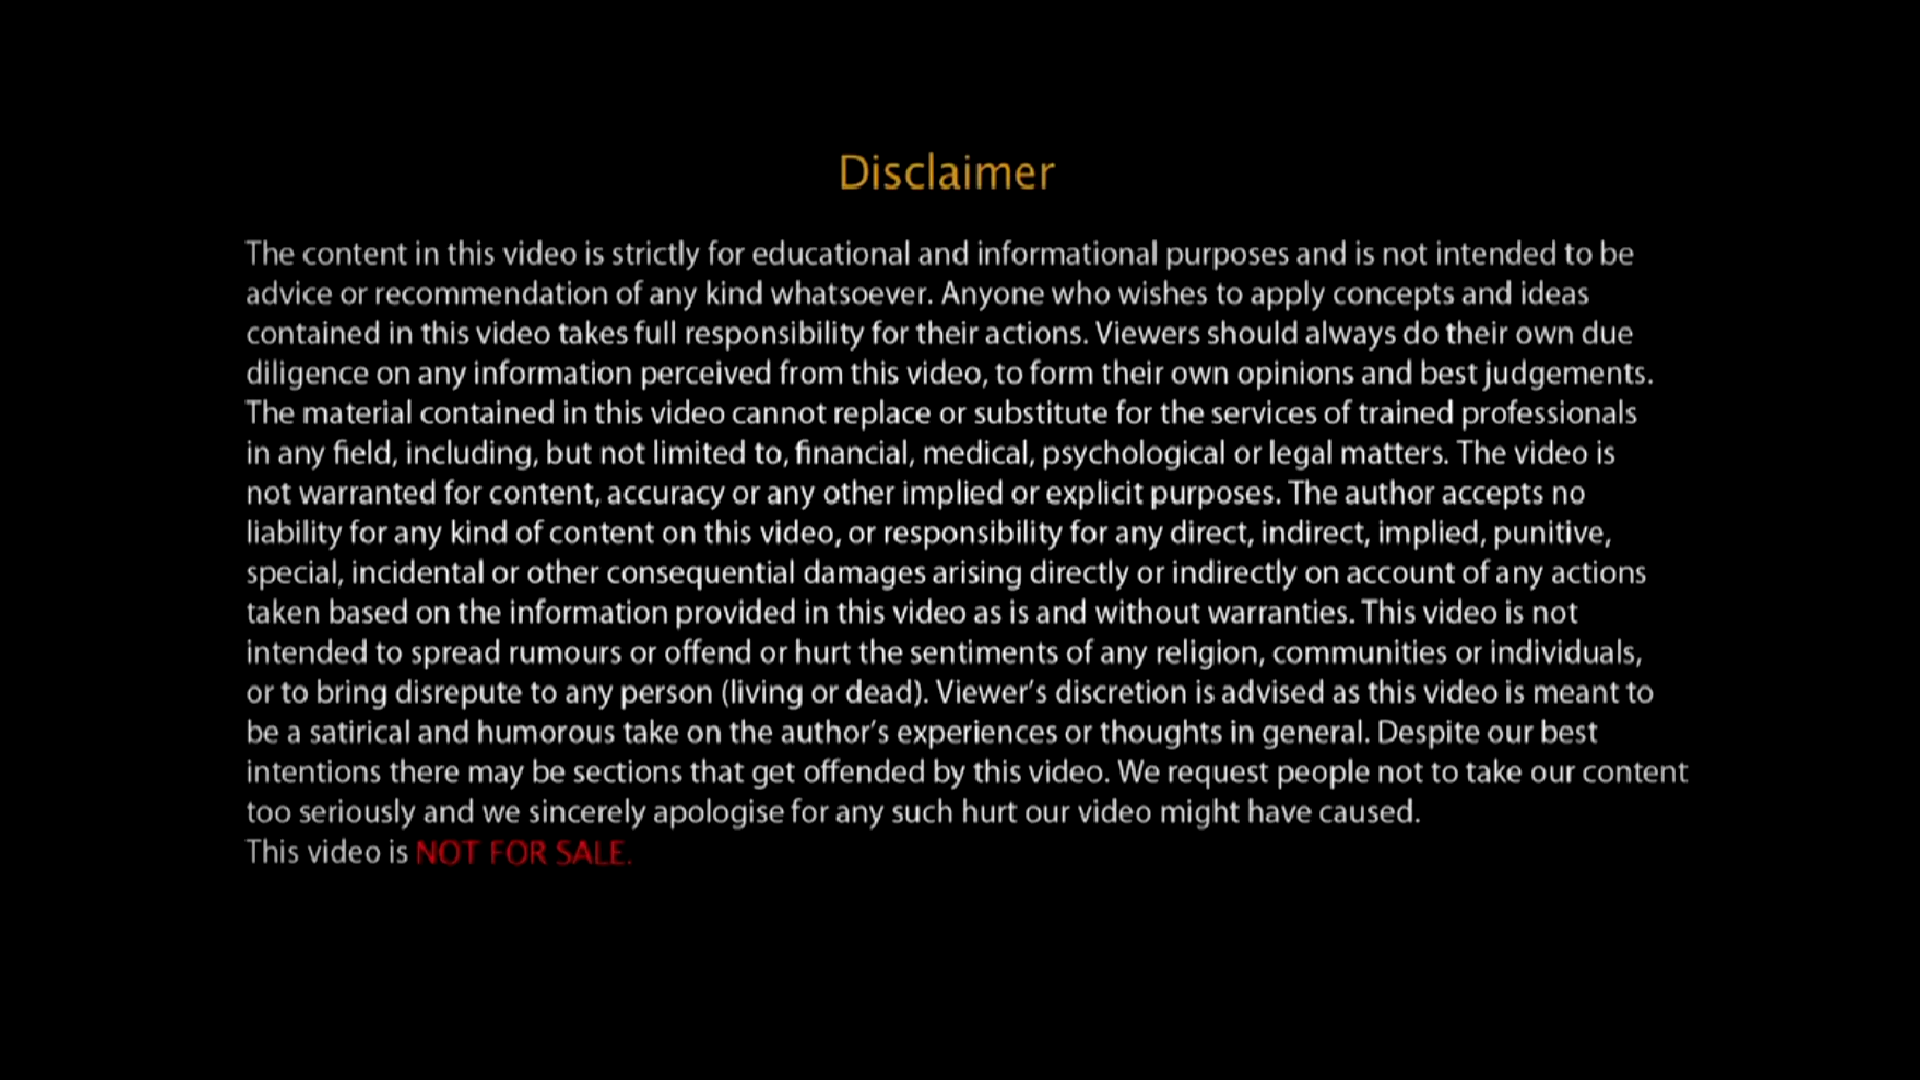 Disclaimer
The content in this video is strictly for educational and informational purposes and is not intended to be
advice or recommendation of any kind whatsoever. Anyone who wishes to apply concepts and ideas
contained in this video takes full responsibility for their actions. Viewers should always do their own due
diligence on any information perceived from this video, to form their own opinions and best judgements.
The material contained in this video cannot replace or substitute for the services of trained professionals
in any field, including, but not limited to, financial, medical, psychological or legal matters. The video is
not warranted for content, accuracy or any other implied or explicit purposes. The author accepts no
liability for any kind of content on this video, or responsibility for any direct, indirect, implied, punitive,
special, incidental or other consequential damages arising directly or indirectly on account of any actions
taken based on the information provided in this video as is and without warranties. This video is not
intended to spread rumours or offend or hurt the sentiments of any religion, communities or individuals,
or to bring disrepute to any person (living or dead). Viewer's discretion is advised as this video is meant to
be a satirical and humorous take on the author's experiences or thoughts in general. Despite our best
intentions there may be sections that get offended by this video. We request people not to take our content
too seriously and we sincerely apologise for any such hurt our video might have caused.
This video is NOT FOR SALE.